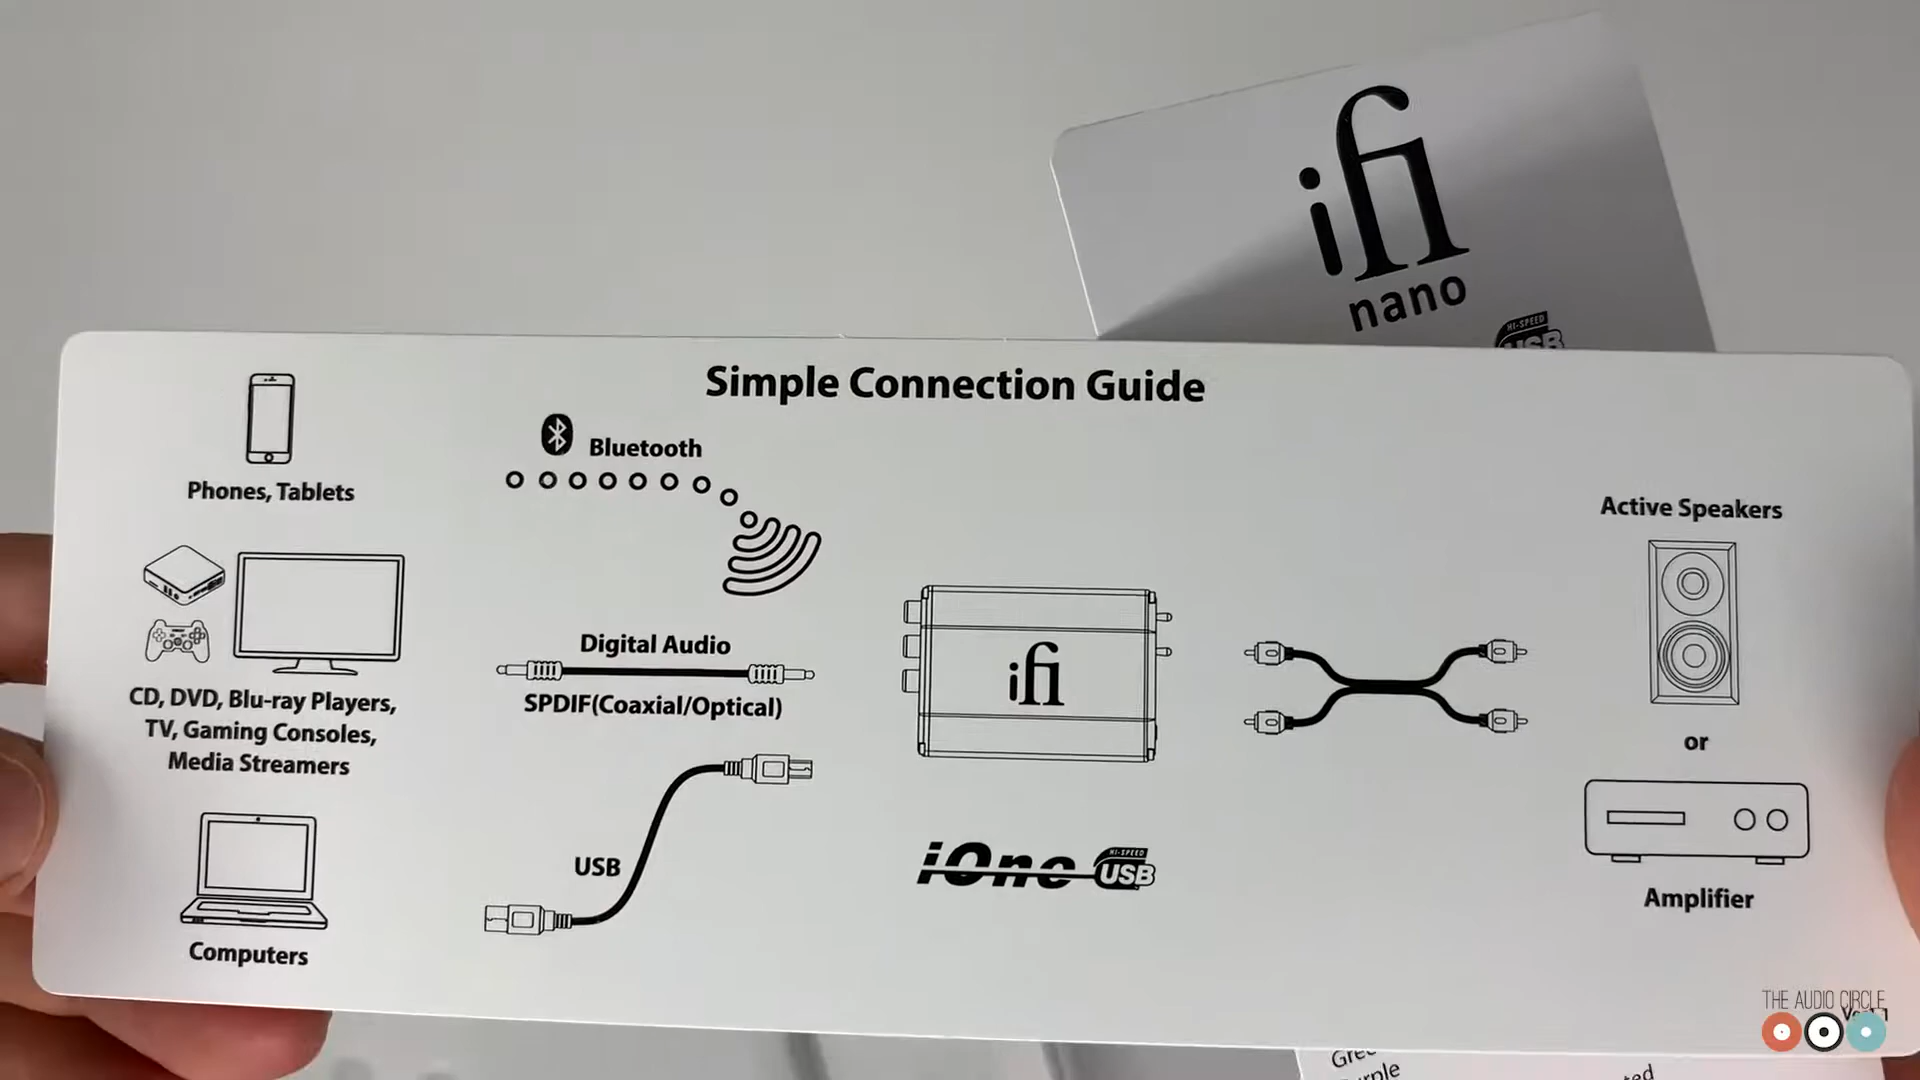 ifi
nano
HI-SPEED
USB
Simple Connection Guide
Bluetooth
Phones, Tablets
Active Speakers
Digital Audio
SPDIF(Coaxial/Optical)
ifi
CD, DVD, Blu-ray Players,
TV, Gaming Consoles,
Media Streamers
or
USB
iOne HI-SPEED USB
Amplifier
Computers
THE AUDIO CIRCLE